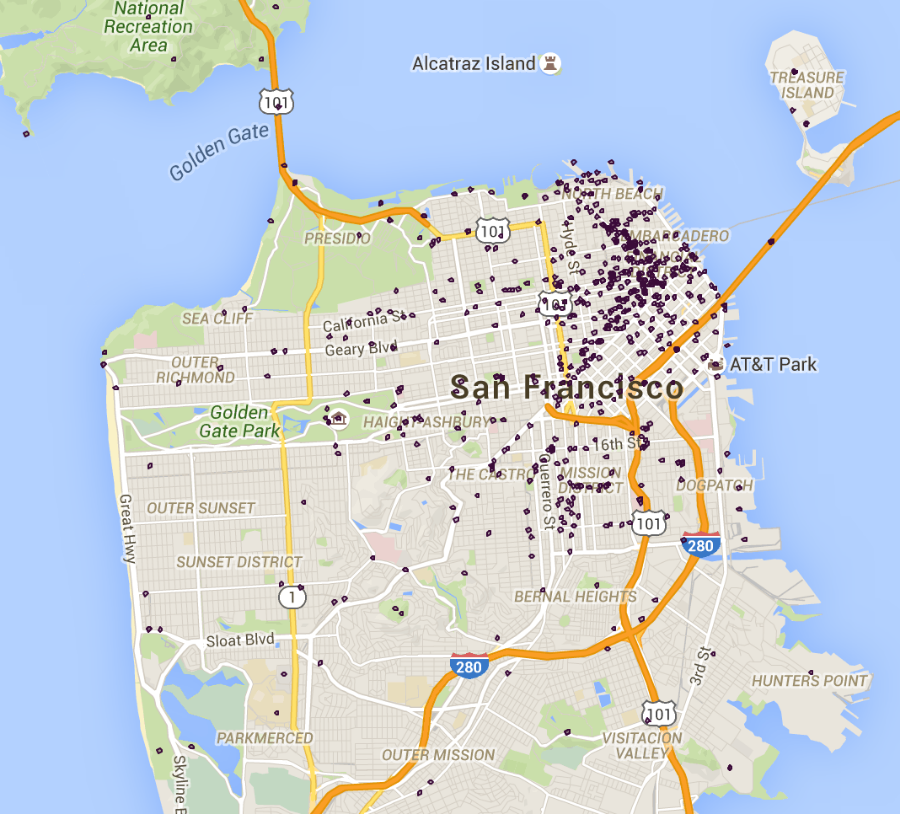 National
Recreation
Area
Alcatraz Island
TREASURE
ISLAND
101
Golden Gate
NORTH BEACH
PRESIDIO
101
Hyde St
EMBARCADERO
101
SEA CLIFF
California St
Geary Blvd
OUTER
RICHMOND
AT&T Park
San Francisco
Golden
Gate Park
HAIGHT-ASHBURY
16th St
THE CASTRO
MISSION
DISTRICT
Guerrero St
DOGPATCH
OUTER SUNSET
Great Hwy
101
280
SUNSET DISTRICT
1
BERNAL HEIGHTS
Sloat Blvd
280
3rd St
HUNTERS POINT
101
PARKMERCED
OUTER MISSION
VISITACION
VALLEY
Skyline B